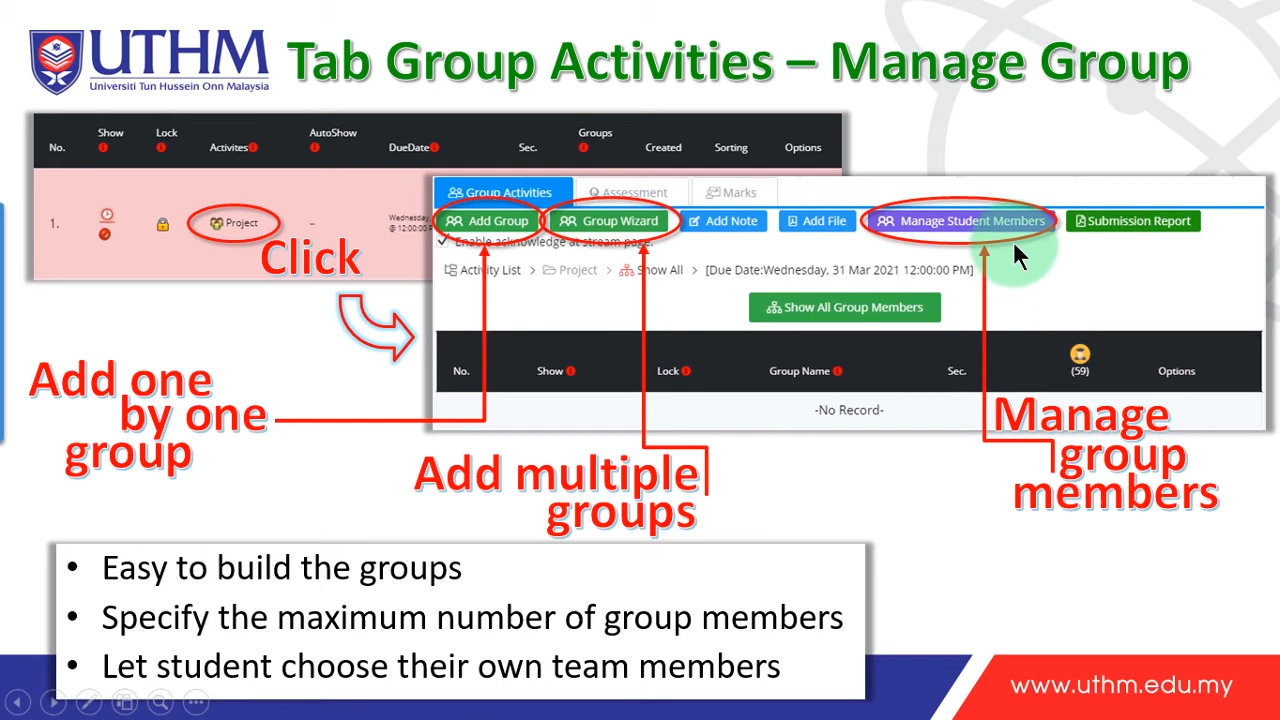 UTHM
Universiti Tun Hussein Onn Malaysia
Tab Group Activities – Manage Group
No. Show Lock Activites AutoShow DueDate Sec. Groups Created Sorting Options
1. Project --
Wednesday,
@ 12:00:00 P
Click
Group Activities Assessment Marks
Add Group Group Wizard Add Note Add File Manage Student Members Submission Report
Enable acknowledge at stream page.
Activity List > Project > Show All > [Due Date:Wednesday, 31 Mar 2021 12:00:00 PM]
Show All Group Members
No. Show Lock Group Name Sec. (59) Options
-No Record-
Add one
by one
group
Add multiple
groups
Manage
group
members
• Easy to build the groups
• Specify the maximum number of group members
• Let student choose their own team members
www.uthm.edu.my